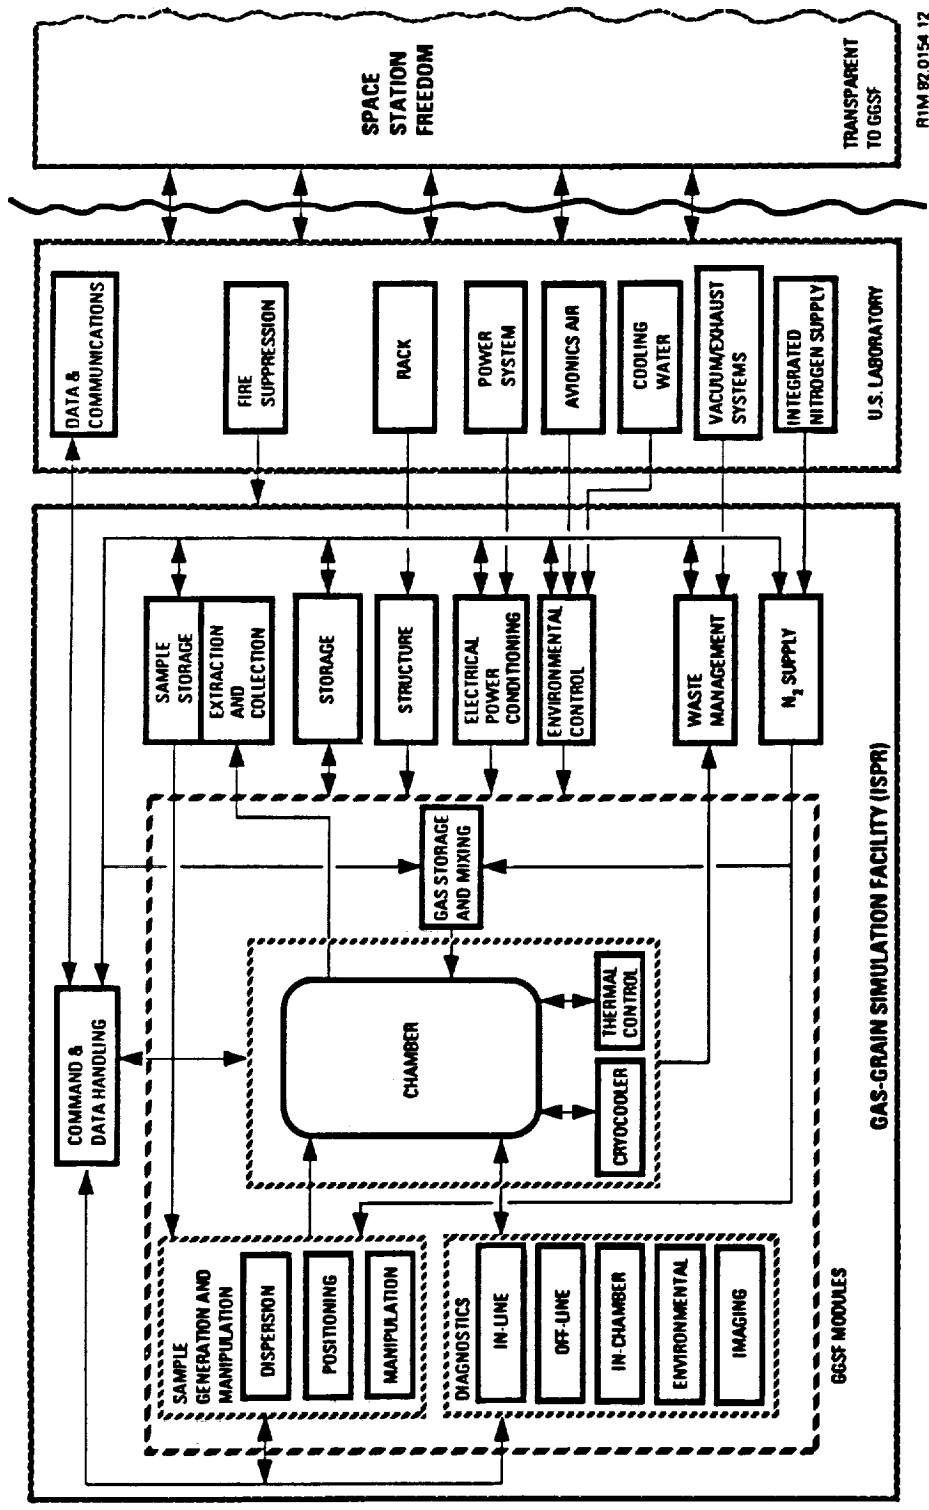 SPACE
STATION
FREEDOM
TRANSPARENT
TO GGSF
R1M 92.0154 12
DATA &
COMMUNICATIONS
FIRE
SUPPRESSION
RACK
POWER
SYSTEM
AVIONICS AIR
COOLING
WATER
VACUUM/EXHAUST
SYSTEMS
INTEGRATED
NITROGEN SUPPLY
U.S. LABORATORY
COMMAND &
DATA HANDLING
SAMPLE
STORAGE
EXTRACTION
AND
COLLECTION
STORAGE
STRUCTURE
ELECTRICAL
POWER
CONDITIONING
ENVIRONMENTAL
CONTROL
WASTE
MANAGEMENT
N2 SUPPLY
GAS STORAGE
AND MIXING
CHAMBER
THERMAL
CONTROL
CRYOCOOLER
SAMPLE
GENERATION AND
MANIPULATION
DISPERSION
POSITIONING
MANIPULATION
DIAGNOSTICS
IN-LINE
OFF-LINE
IN-CHAMBER
ENVIRONMENTAL
IMAGING
GGSF MODULES
GAS-GRAIN SIMULATION FACILITY (ISPR)